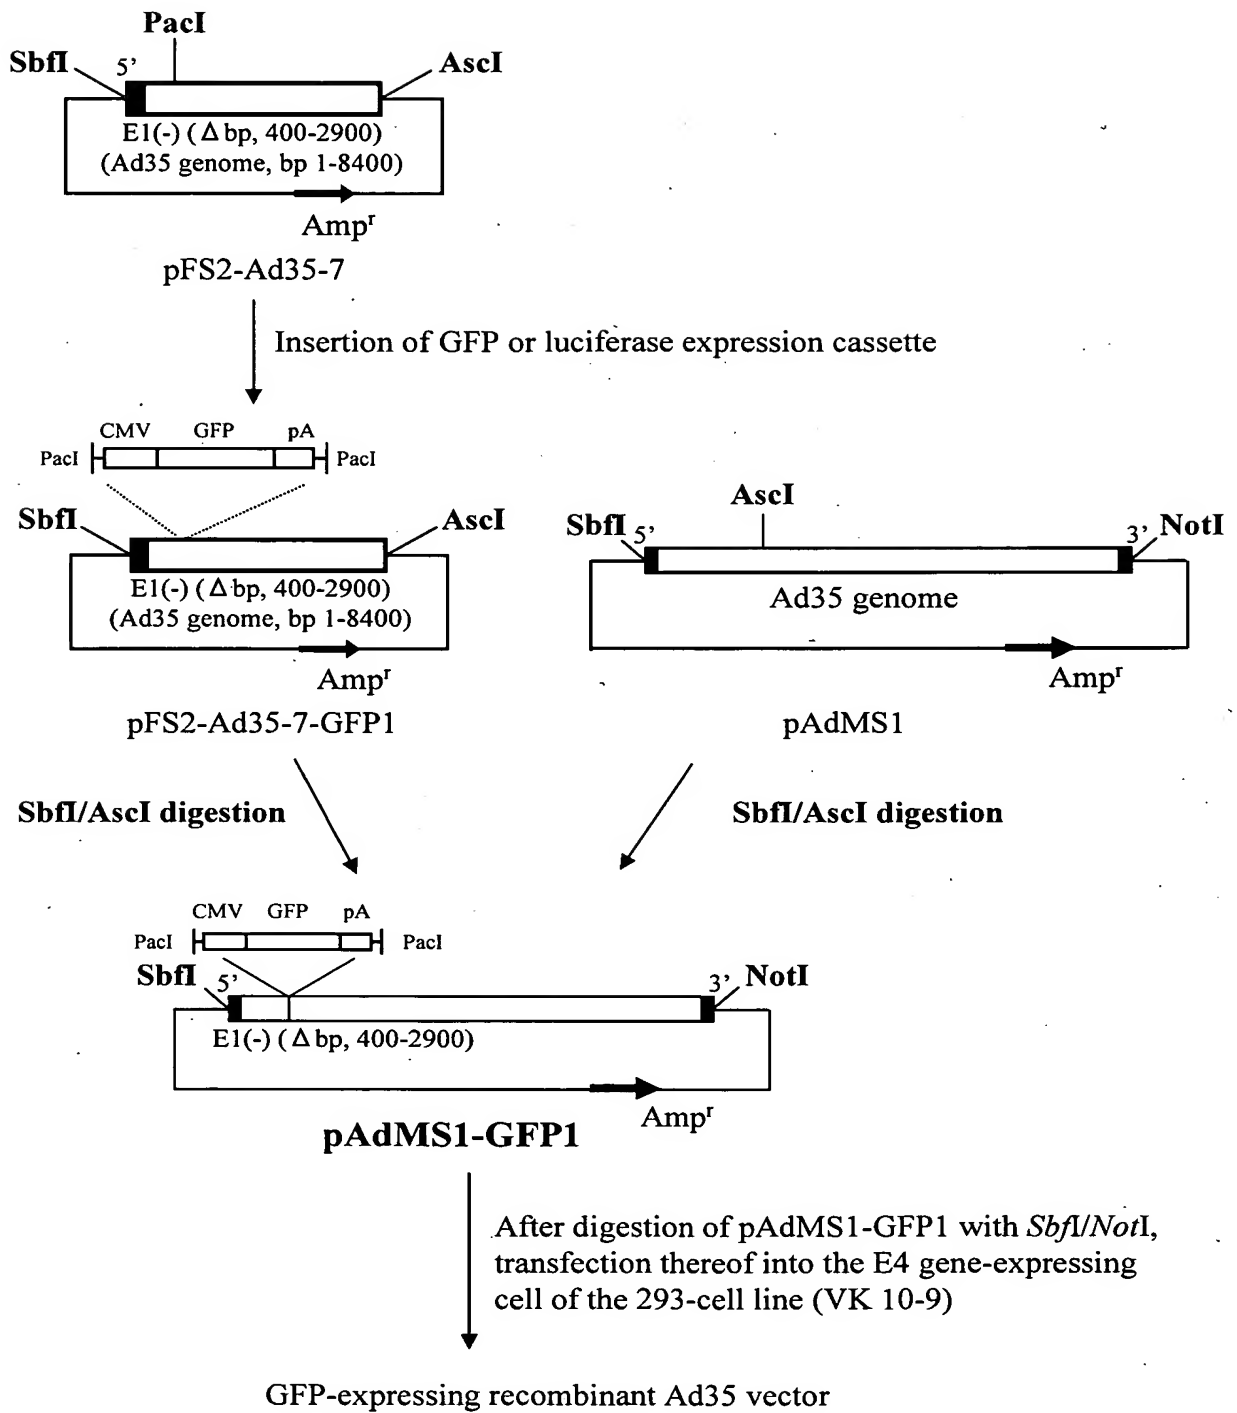 PacI
SbfI 5’ AscI
E1(-) (Δbp, 400-2900)
(Ad35 genome, bp 1-8400)
Ampr
pFS2-Ad35-7
Insertion of GFP or luciferase expression cassette
CMV GFP pA
PacI PacI
SbfI AscI
E1(-) (Δbp, 400-2900)
(Ad35 genome, bp 1-8400)
Ampr
pFS2-Ad35-7-GFP1
AscI
SbfI 5’ 3’ NotI
Ad35 genome
Ampr
pAdMS1
SbfI/AscI digestion
SbfI/AscI digestion
CMV GFP pA
PacI PacI
SbfI 5’ 3’ NotI
E1(-) (Δbp, 400-2900)
Ampr
pAdMS1-GFP1
After digestion of pAdMS1-GFP1 with SbfI/NotI,
transfection thereof into the E4 gene-expressing
cell of the 293-cell line (VK 10-9)
GFP-expressing recombinant Ad35 vector